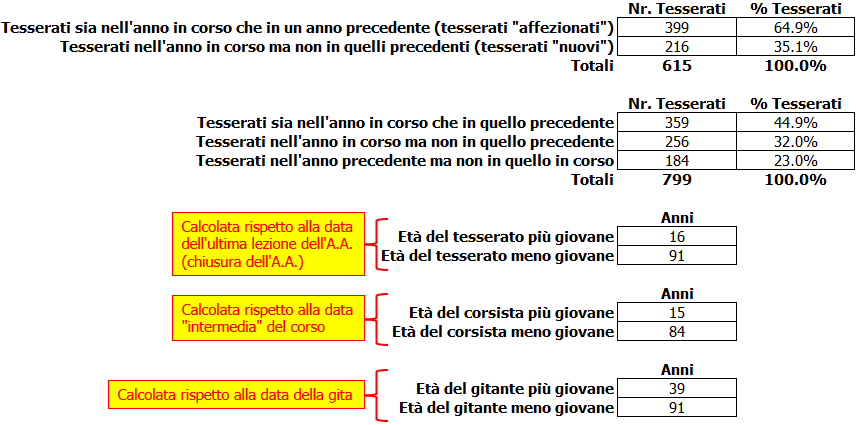 Nr. Tesserati % Tesserati
Tesserati sia nell'anno in corso che in un anno precedente (tesserati "affezionati") 399 64.9%
Tesserati nell'anno in corso ma non in quelli precedenti (tesserati "nuovi") 216 35.1%
Totali 615 100.0%
Nr. Tesserati % Tesserati
Tesserati sia nell'anno in corso che in quello precedente 359 44.9%
Tesserati nell'anno in corso ma non in quello precedente 256 32.0%
Tesserati nell'anno precedente ma non in quello in corso 184 23.0%
Totali 799 100.0%
Calcolata rispetto alla data
dell'ultima lezione dell'A.A.
(chiusura dell'A.A.)
Anni
Età del tesserato più giovane 16
Età del tesserato meno giovane 91
Calcolata rispetto alla data
"intermedia" del corso
Anni
Età del corsista più giovane 15
Età del corsista meno giovane 84
Calcolata rispetto alla data della gita
Anni
Età del gitante più giovane 39
Età del gitante meno giovane 91